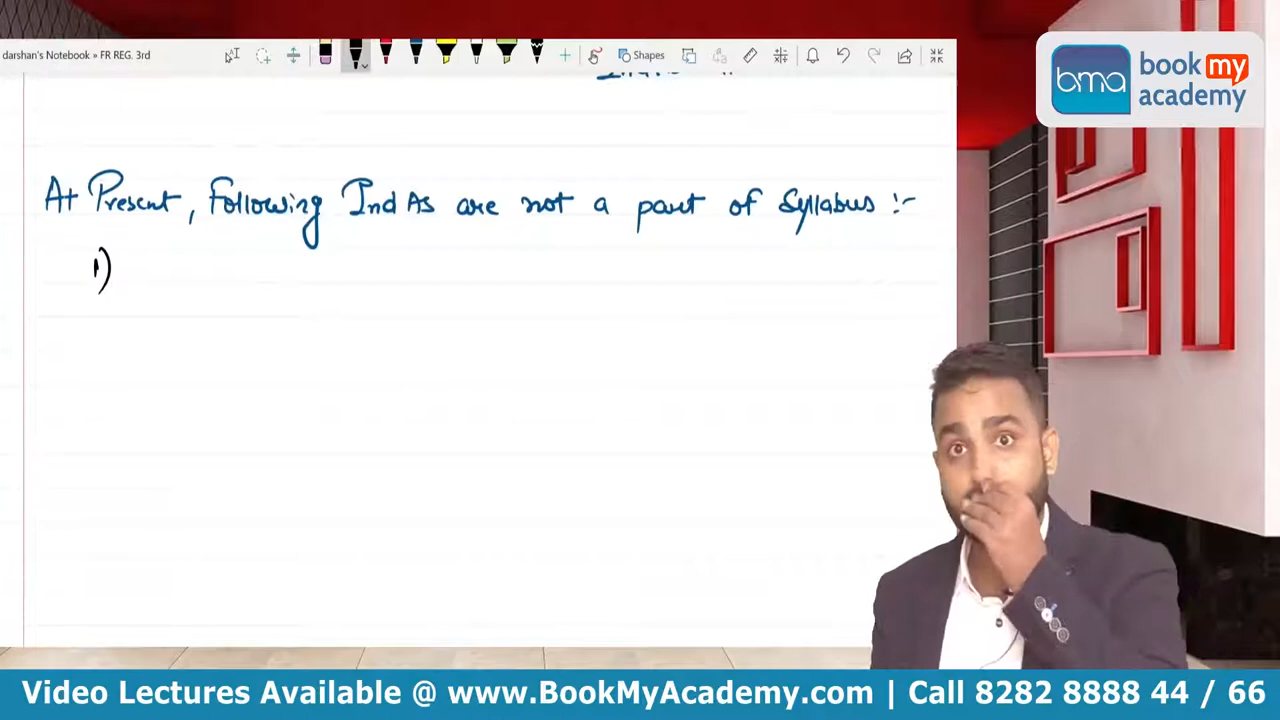 darshan's Notebook » FR REG. 3rd
Shapes
bma
book my
academy
At Present, Following Ind As are not a part of Syllabus :-
1)
Video Lectures Available @ www.BookMyAcademy.com | Call 8282 8888 44 / 66